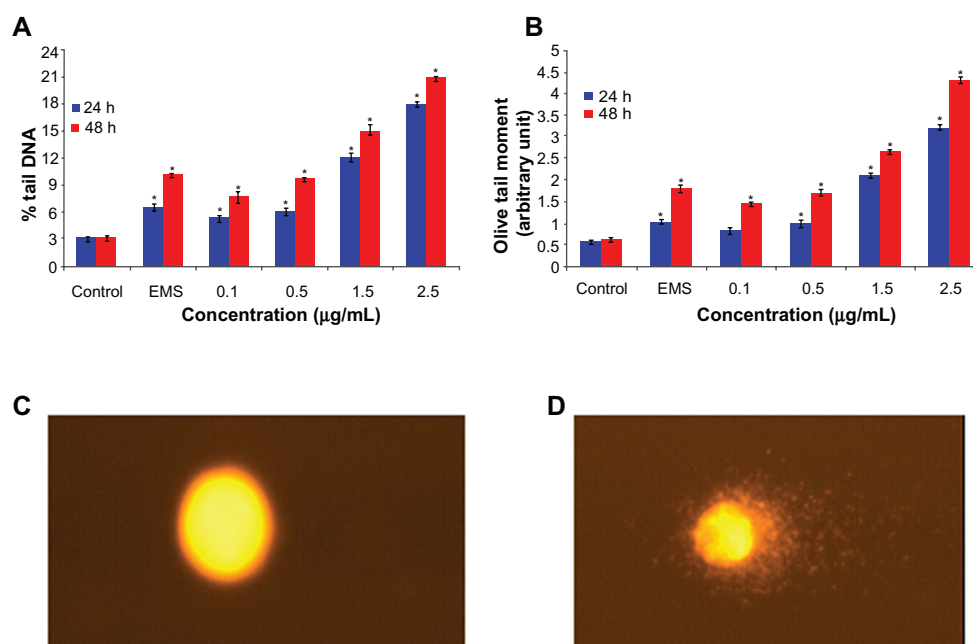 A
% tail DNA
24
21
18
15
12
9
6
3
0
24 h
48 h
*
*
*
*
*
*
*
*
*
*
Control EMS 0.1 0.5 1.5 2.5
Concentration (µg/mL)
B
Olive tail moment
(arbitrary unit)
5
4.5
4
3.5
3
2.5
2
1.5
1
0.5
0
24 h
48 h
*
*
*
*
*
*
*
*
*
Control EMS 0.1 0.5 1.5 2.5
Concentration (µg/mL)
C
D